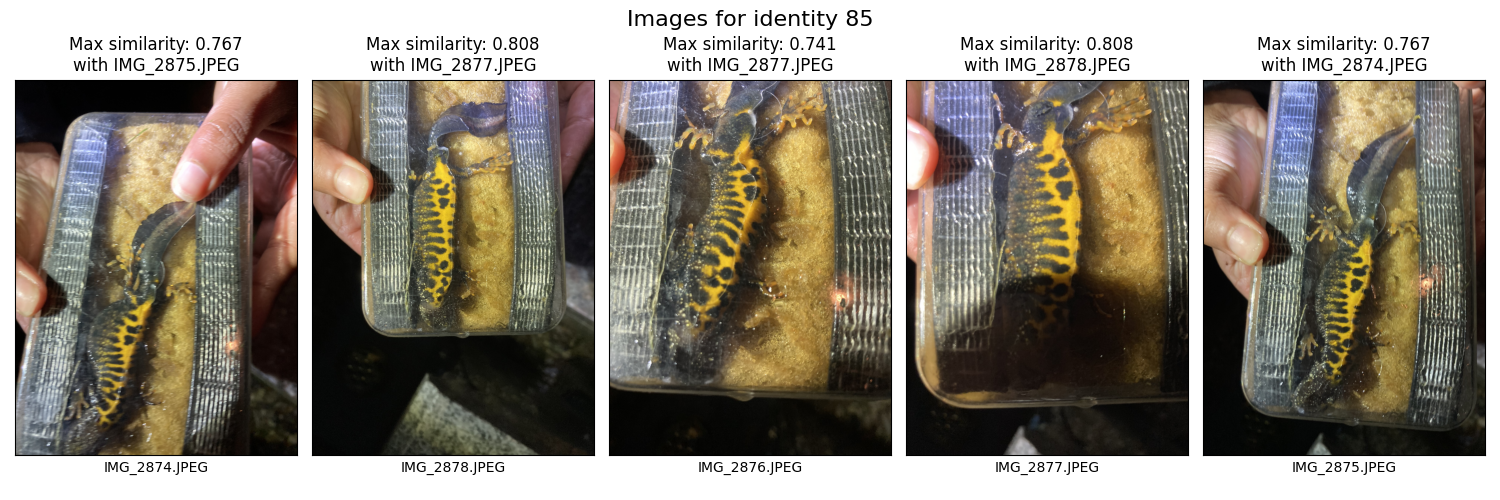 Images for identity 85
Max similarity: 0.767
with IMG_2875.JPEG
Max similarity: 0.808
with IMG_2877.JPEG
Max similarity: 0.741
with IMG_2877.JPEG
Max similarity: 0.808
with IMG_2878.JPEG
Max similarity: 0.767
with IMG_2874.JPEG
IMG_2874.JPEG
IMG_2878.JPEG
IMG_2876.JPEG
IMG_2877.JPEG
IMG_2875.JPEG